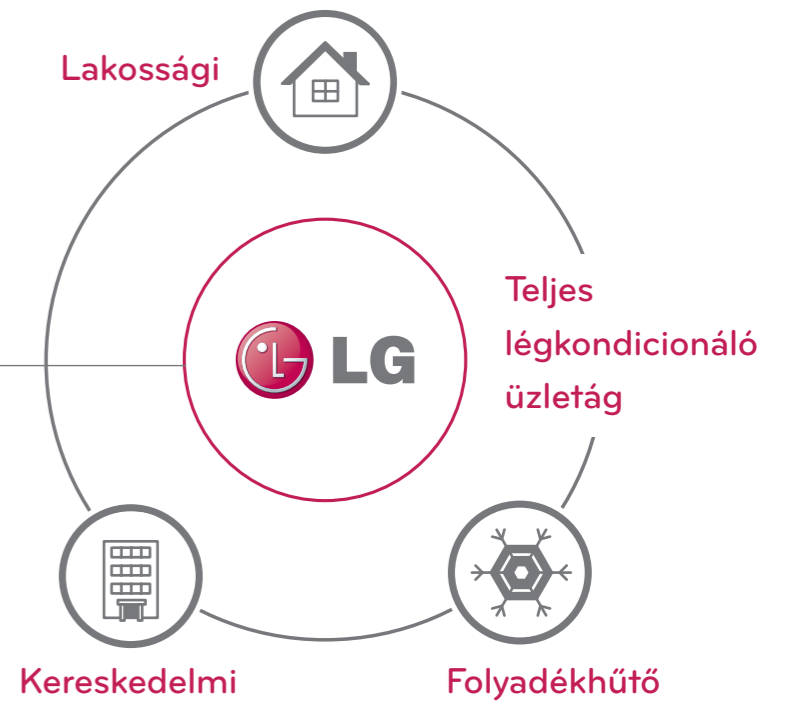 Lakossági
LG
Teljes
légkondicionáló
üzletág
Kereskedelmi
Folyadékhűtő